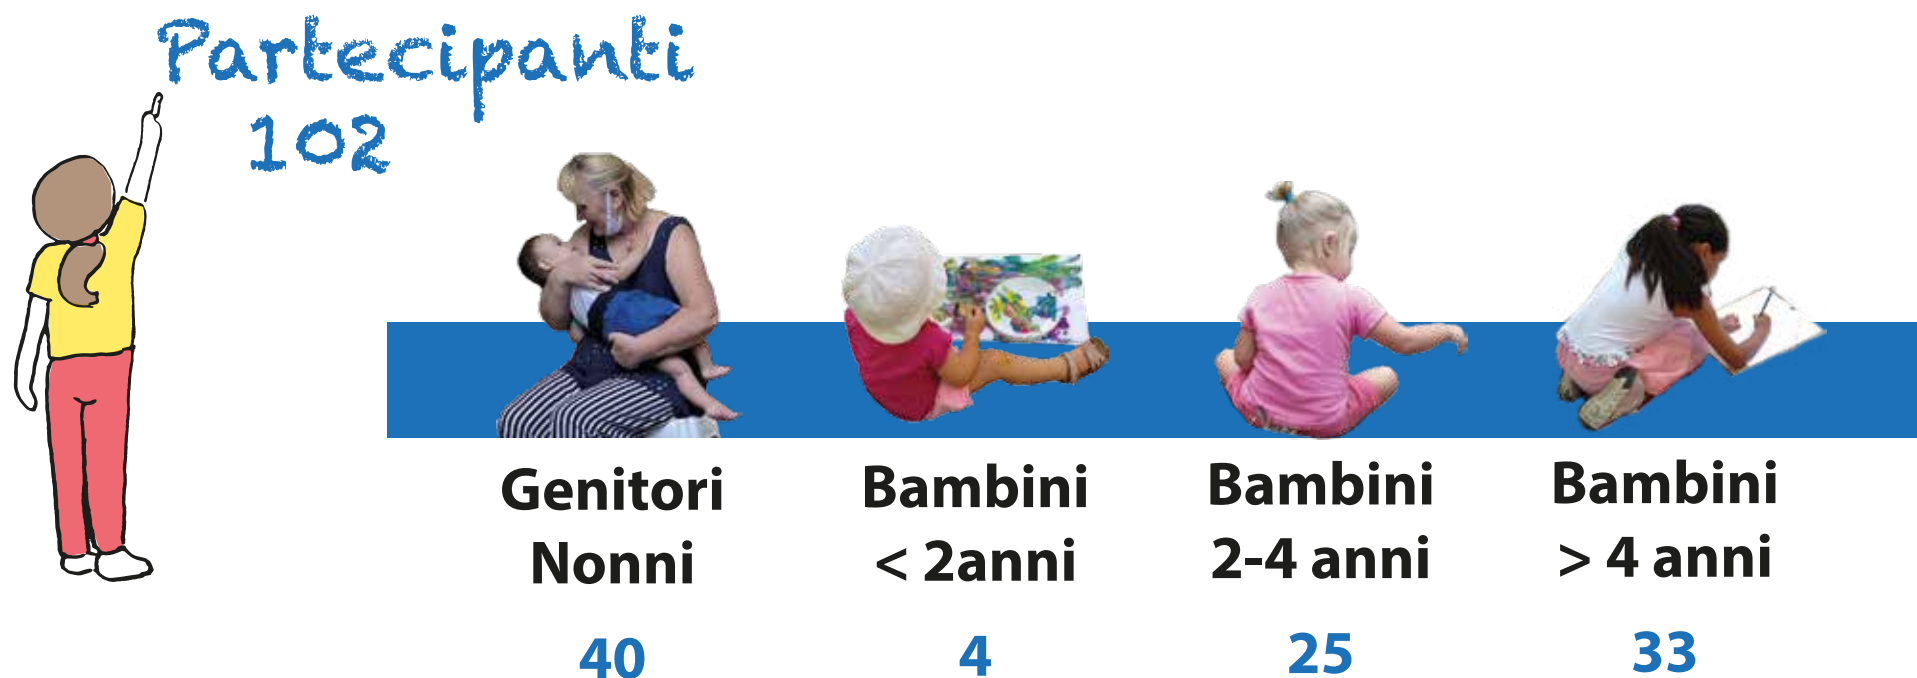 Partecipanti
102
Genitori
Nonni
40
Bambini
< 2anni
4
Bambini
2-4 anni
25
Bambini
> 4 anni
33